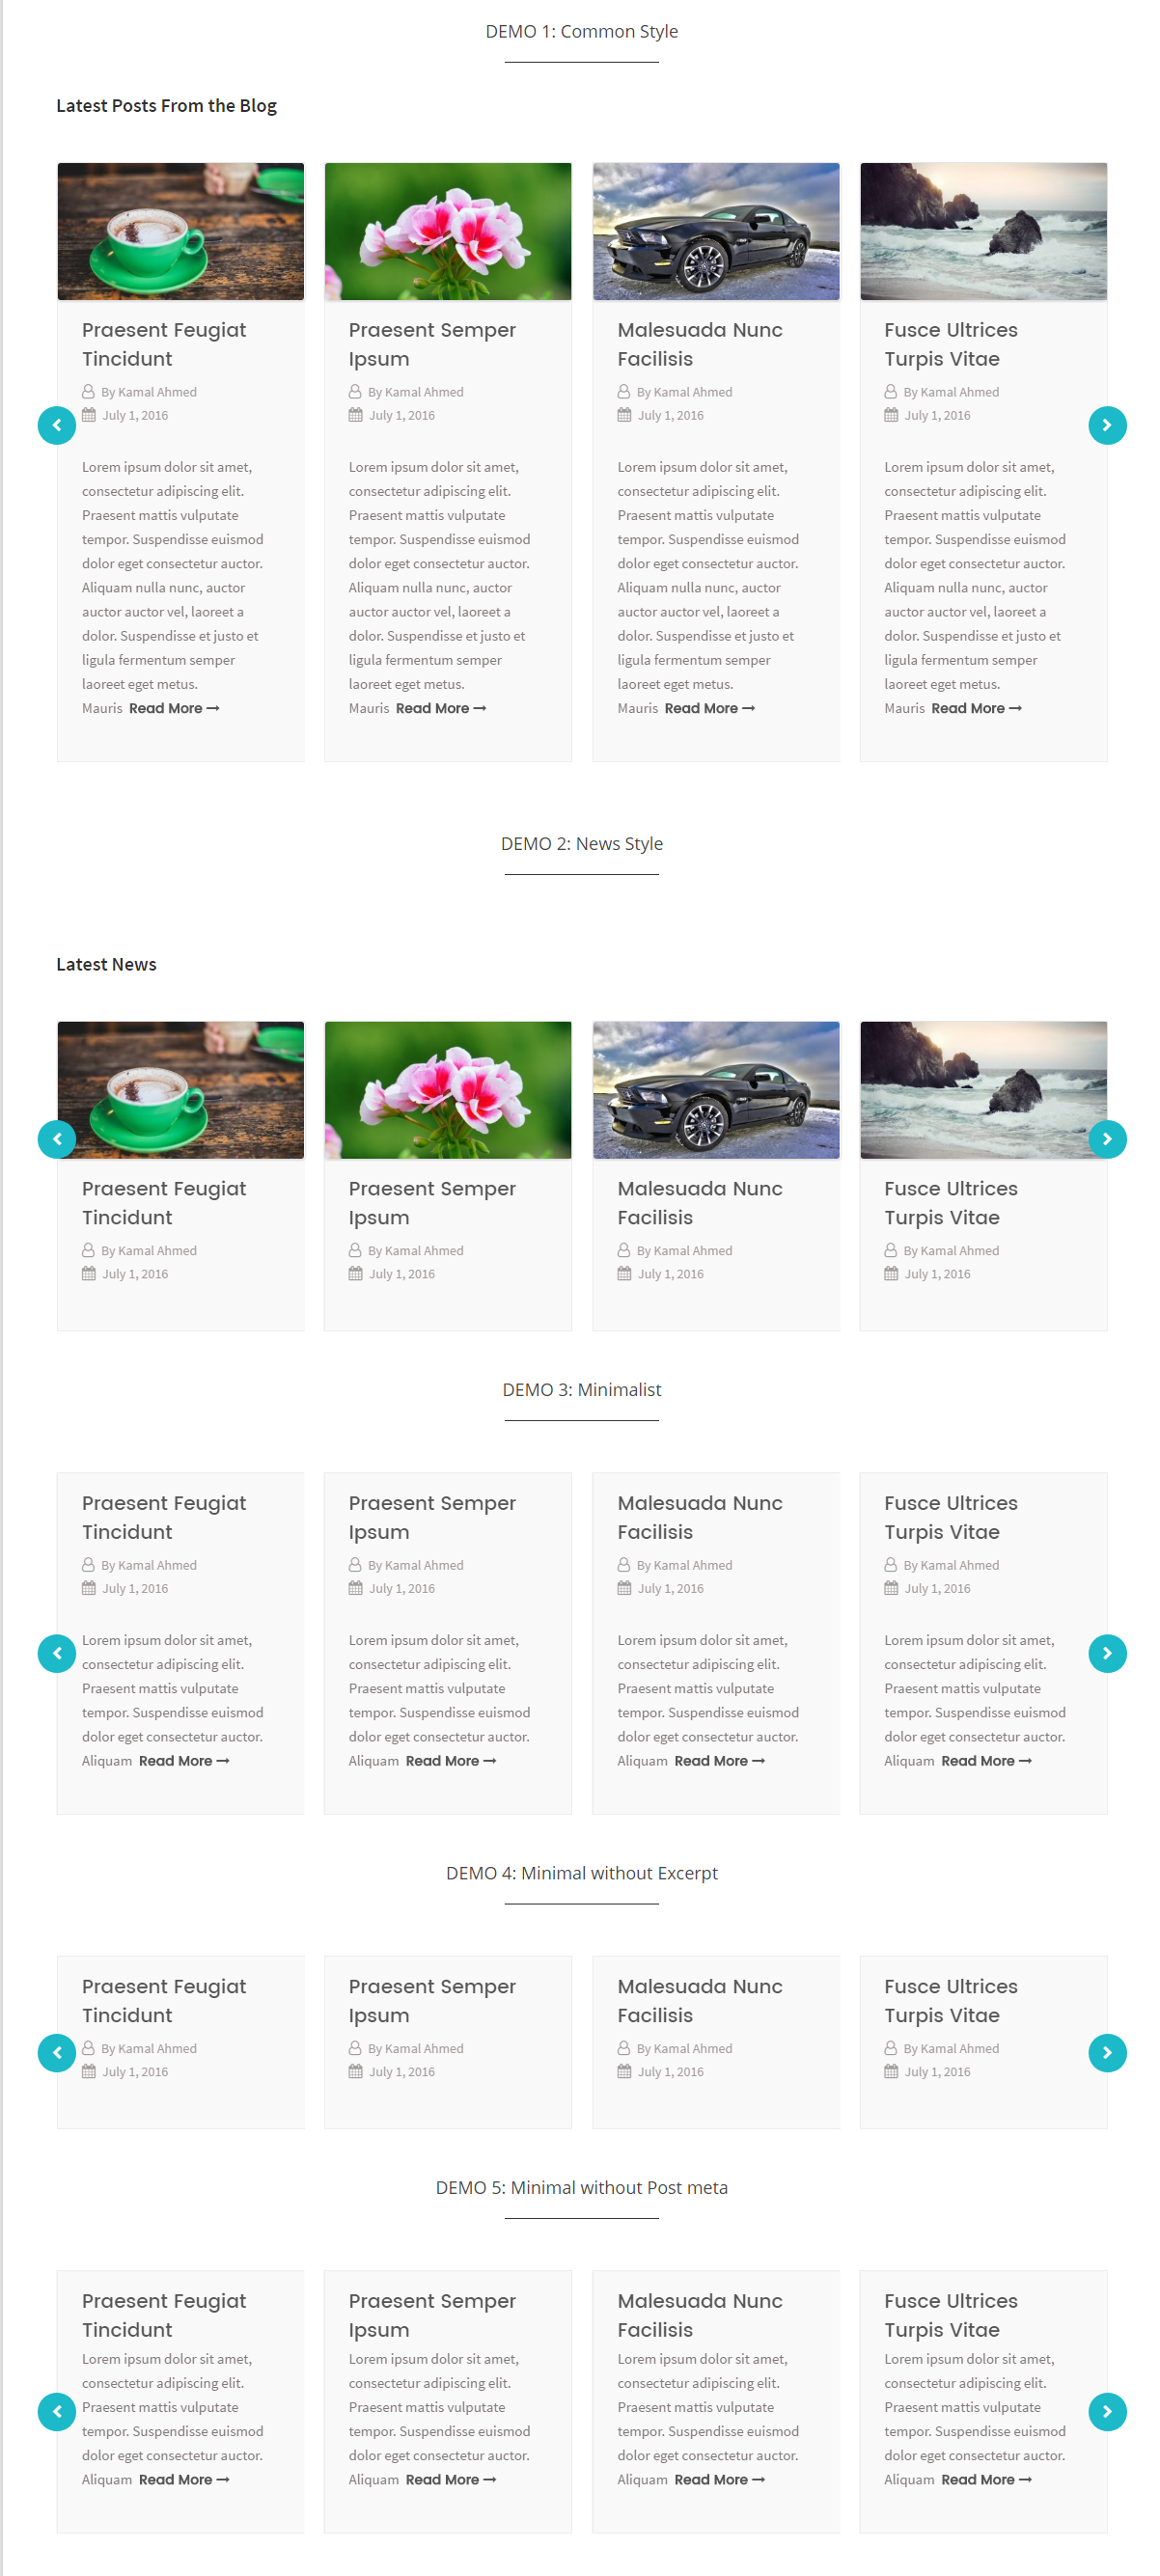 DEMO 1: Common Style
Latest Posts From the Blog
Praesent Feugiat
Tincidunt
By Kamal Ahmed
July 1, 2016
Lorem ipsum dolor sit amet,
consectetur adipiscing elit.
Praesent mattis vulputate
tempor. Suspendisse euismod
dolor eget consectetur auctor.
Aliquam nulla nunc, auctor
auctor auctor vel, laoreet a
dolor. Suspendisse et justo et
ligula fermentum semper
laoreet eget metus.
Mauris Read More
Praesent Semper
Ipsum
By Kamal Ahmed
July 1, 2016
Lorem ipsum dolor sit amet,
consectetur adipiscing elit.
Praesent mattis vulputate
tempor. Suspendisse euismod
dolor eget consectetur auctor.
Aliquam nulla nunc, auctor
auctor auctor vel, laoreet a
dolor. Suspendisse et justo et
ligula fermentum semper
laoreet eget metus.
Mauris Read More
Malesuada Nunc
Facilisis
By Kamal Ahmed
July 1, 2016
Lorem ipsum dolor sit amet,
consectetur adipiscing elit.
Praesent mattis vulputate
tempor. Suspendisse euismod
dolor eget consectetur auctor.
Aliquam nulla nunc, auctor
auctor auctor vel, laoreet a
dolor. Suspendisse et justo et
ligula fermentum semper
laoreet eget metus.
Mauris Read More
Fusce Ultrices
Turpis Vitae
By Kamal Ahmed
July 1, 2016
Lorem ipsum dolor sit amet,
consectetur adipiscing elit.
Praesent mattis vulputate
tempor. Suspendisse euismod
dolor eget consectetur auctor.
Aliquam nulla nunc, auctor
auctor auctor vel, laoreet a
dolor. Suspendisse et justo et
ligula fermentum semper
laoreet eget metus.
Mauris Read More
DEMO 2: News Style
Latest News
Praesent Feugiat
Tincidunt
By Kamal Ahmed
July 1, 2016
Praesent Semper
Ipsum
By Kamal Ahmed
July 1, 2016
Malesuada Nunc
Facilisis
By Kamal Ahmed
July 1, 2016
Fusce Ultrices
Turpis Vitae
By Kamal Ahmed
July 1, 2016
DEMO 3: Minimalist
Praesent Feugiat
Tincidunt
By Kamal Ahmed
July 1, 2016
Lorem ipsum dolor sit amet,
consectetur adipiscing elit.
Praesent mattis vulputate
tempor. Suspendisse euismod
dolor eget consectetur auctor.
Aliquam Read More
Praesent Semper
Ipsum
By Kamal Ahmed
July 1, 2016
Lorem ipsum dolor sit amet,
consectetur adipiscing elit.
Praesent mattis vulputate
tempor. Suspendisse euismod
dolor eget consectetur auctor.
Aliquam Read More
Malesuada Nunc
Facilisis
By Kamal Ahmed
July 1, 2016
Lorem ipsum dolor sit amet,
consectetur adipiscing elit.
Praesent mattis vulputate
tempor. Suspendisse euismod
dolor eget consectetur auctor.
Aliquam Read More
Fusce Ultrices
Turpis Vitae
By Kamal Ahmed
July 1, 2016
Lorem ipsum dolor sit amet,
consectetur adipiscing elit.
Praesent mattis vulputate
tempor. Suspendisse euismod
dolor eget consectetur auctor.
Aliquam Read More
DEMO 4: Minimal without Excerpt
Praesent Feugiat
Tincidunt
By Kamal Ahmed
July 1, 2016
Praesent Semper
Ipsum
By Kamal Ahmed
July 1, 2016
Malesuada Nunc
Facilisis
By Kamal Ahmed
July 1, 2016
Fusce Ultrices
Turpis Vitae
By Kamal Ahmed
July 1, 2016
DEMO 5: Minimal without Post meta
Praesent Feugiat
Tincidunt
Lorem ipsum dolor sit amet,
consectetur adipiscing elit.
Praesent mattis vulputate
tempor. Suspendisse euismod
dolor eget consectetur auctor.
Aliquam Read More
Praesent Semper
Ipsum
Lorem ipsum dolor sit amet,
consectetur adipiscing elit.
Praesent mattis vulputate
tempor. Suspendisse euismod
dolor eget consectetur auctor.
Aliquam Read More
Malesuada Nunc
Facilisis
Lorem ipsum dolor sit amet,
consectetur adipiscing elit.
Praesent mattis vulputate
tempor. Suspendisse euismod
dolor eget consectetur auctor.
Aliquam Read More
Fusce Ultrices
Turpis Vitae
Lorem ipsum dolor sit amet,
consectetur adipiscing elit.
Praesent mattis vulputate
tempor. Suspendisse euismod
dolor eget consectetur auctor.
Aliquam Read More